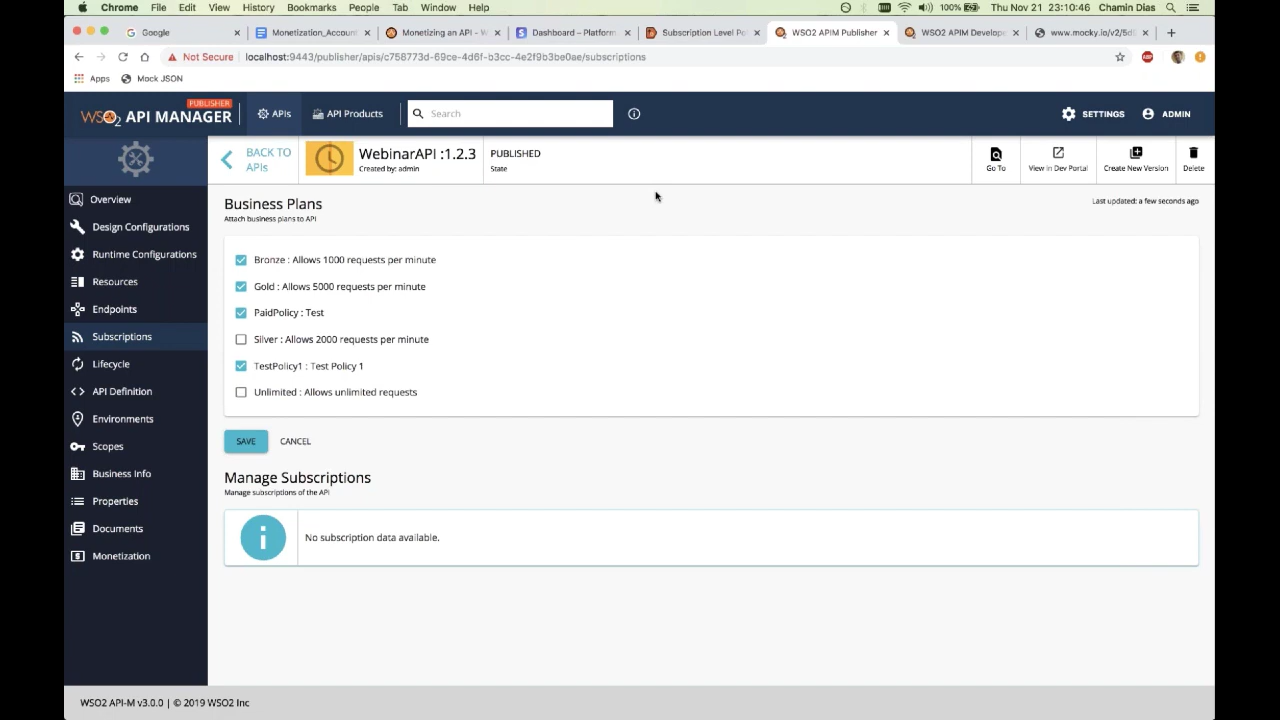 Chrome File Edit View History Bookmarks People Tab Window Help 100% Thu Nov 21 23:10:46 Chamin Dias
Google Monetization_Accoun Monetizing an API - W Dashboard – Platform Subscription Level Po WSO2 APIM Publisher WSO2 APIM Develope www.mocky.io/v2/5d
Not Secure localhost:9443/publisher/apis/c758773d-69ce-4d6f-b3cc-4e2f9b3be0ae/subscriptions
Apps Mock JSON
PUBLISHER
WSO2 API MANAGER APIs API Products Search SETTINGS ADMIN
BACK TO APIs
WebinarAPI :1.2.3
Created by: admin
PUBLISHED
State
Go To View in Dev Portal Create New Version Delete
Overview
Design Configurations
Runtime Configurations
Resources
Endpoints
Subscriptions
Lifecycle
API Definition
Environments
Scopes
Business Info
Properties
Documents
Monetization
Business Plans
Attach business plans to API
Last updated: a few seconds ago
Bronze : Allows 1000 requests per minute
Gold : Allows 5000 requests per minute
PaidPolicy : Test
Silver : Allows 2000 requests per minute
TestPolicy1 : Test Policy 1
Unlimited : Allows unlimited requests
SAVE CANCEL
Manage Subscriptions
Manage subscriptions of the API
i No subscription data available.
WSO2 API-M v3.0.0 | © 2019 WSO2 Inc